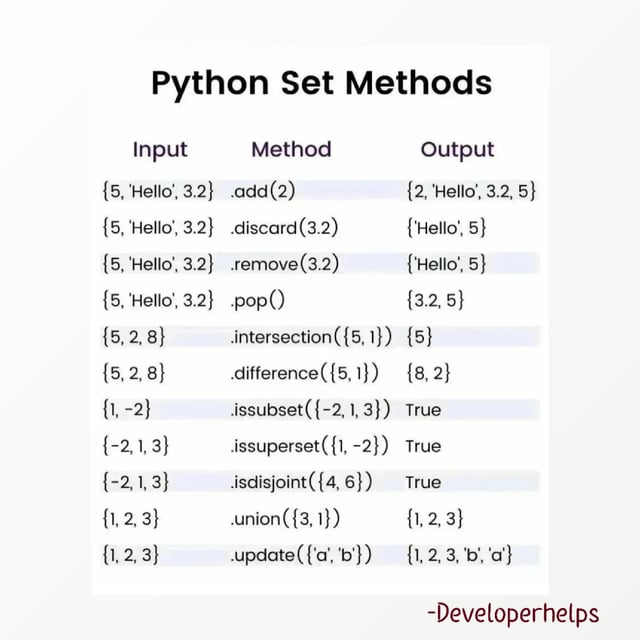 Python Set Methods
Input Method Output
{5, 'Hello', 3.2} .add(2) {2, 'Hello', 3.2, 5}
{5, 'Hello', 3.2} .discard(3.2) {'Hello', 5}
{5, 'Hello', 3.2} .remove(3.2) {'Hello', 5}
{5, 'Hello', 3.2} .pop() {3.2, 5}
{5, 2, 8} .intersection({5, 1}) {5}
{5, 2, 8} .difference({5, 1}) {8, 2}
{1, -2} .issubset({-2, 1, 3}) True
{-2, 1, 3} .issuperset({1, -2}) True
{-2, 1, 3} .isdisjoint({4, 6}) True
{1, 2, 3} .union({3, 1}) {1, 2, 3}
{1, 2, 3} .update({'a', 'b'}) {1, 2, 3, 'b', 'a'}
-Developerhelps